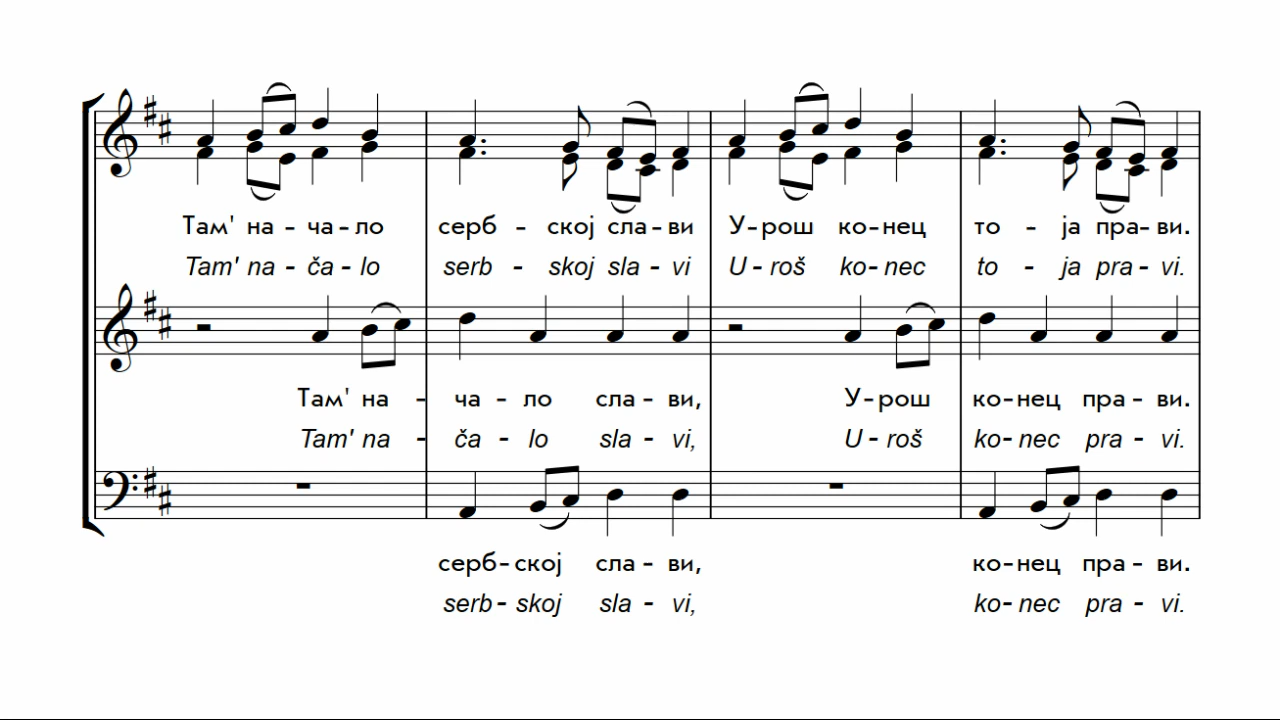 Там' на - ча - ло серб - ској сла - ви У - рош ко - нец то - ја пра - ви.
Tam' na - ča - lo serb - skoj sla - vi U - roš ko - nec to - ja pra - vi.
Там' на - ча - ло сла - ви, У - рош ко - нец пра - ви.
Tam' na - ča - lo sla - vi, U - roš ko - nec pra - vi.
серб - ској сла - ви, ко - нец пра - ви.
serb - skoj sla - vi, ko - nec pra - vi.